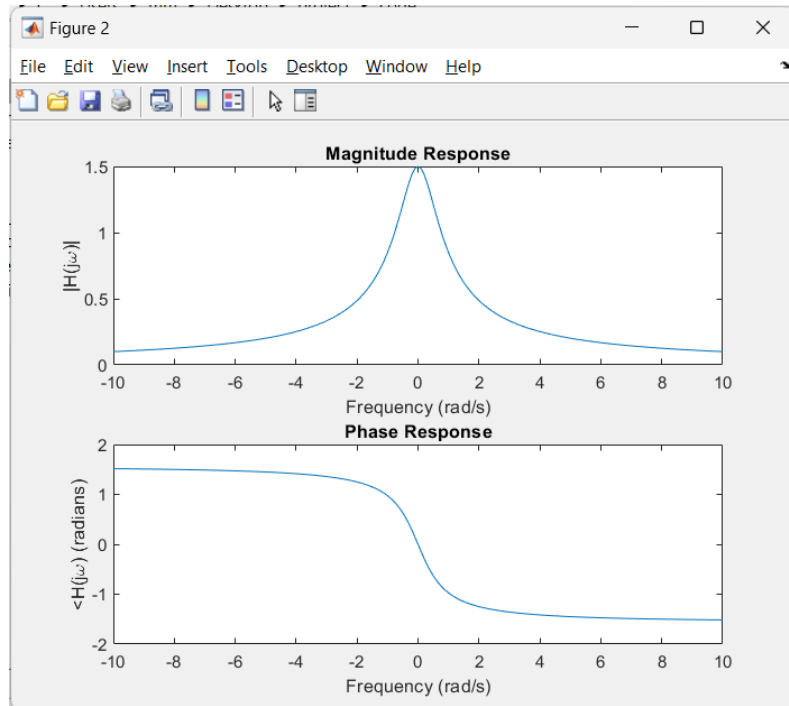 Figure 2
File Edit View Insert Tools Desktop Window Help
Magnitude Response
1.5
1
0.5
0
|H(jω)|
-10 -8 -6 -4 -2 0 2 4 6 8 10
Frequency (rad/s)
Phase Response
2
1
0
-1
-2
<H(jω) (radians)
-10 -8 -6 -4 -2 0 2 4 6 8 10
Frequency (rad/s)